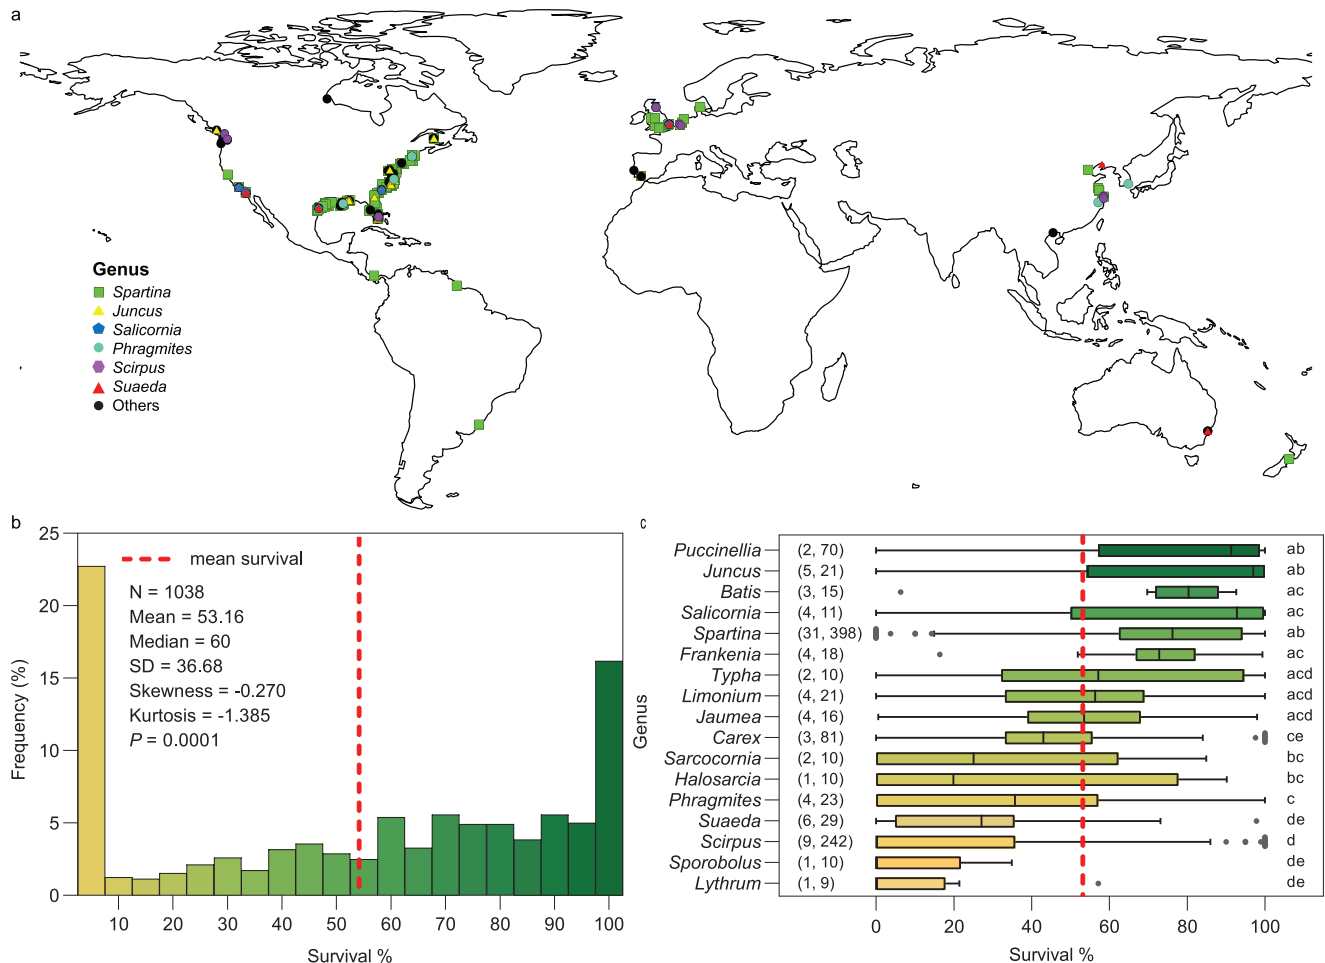 a
Genus
Spartina
Juncus
Salicornia
Phragmites
Scirpus
Suaeda
Others
b
25
20
15
10
5
0
Frequency (%)
mean survival
N = 1038
Mean = 53.16
Median = 60
SD = 36.68
Skewness = -0.270
Kurtosis = -1.385
P = 0.0001
10 20 30 40 50 60 70 80 90 100
Survival %
c
Genus
Puccinellia (2, 70) ab
Juncus (5, 21) ab
Batis (3, 15) ac
Salicornia (4, 11) ac
Spartina (31, 398) ab
Frankenia (4, 18) ac
Typha (2, 10) acd
Limonium (4, 21) acd
Jaumea (4, 16) acd
Carex (3, 81) ce
Sarcocornia (2, 10) bc
Halosarcia (1, 10) bc
Phragmites (4, 23) c
Suaeda (6, 29) de
Scirpus (9, 242) d
Sporobolus (1, 10) de
Lythrum (1, 9) de
0 20 40 60 80 100
Survival %